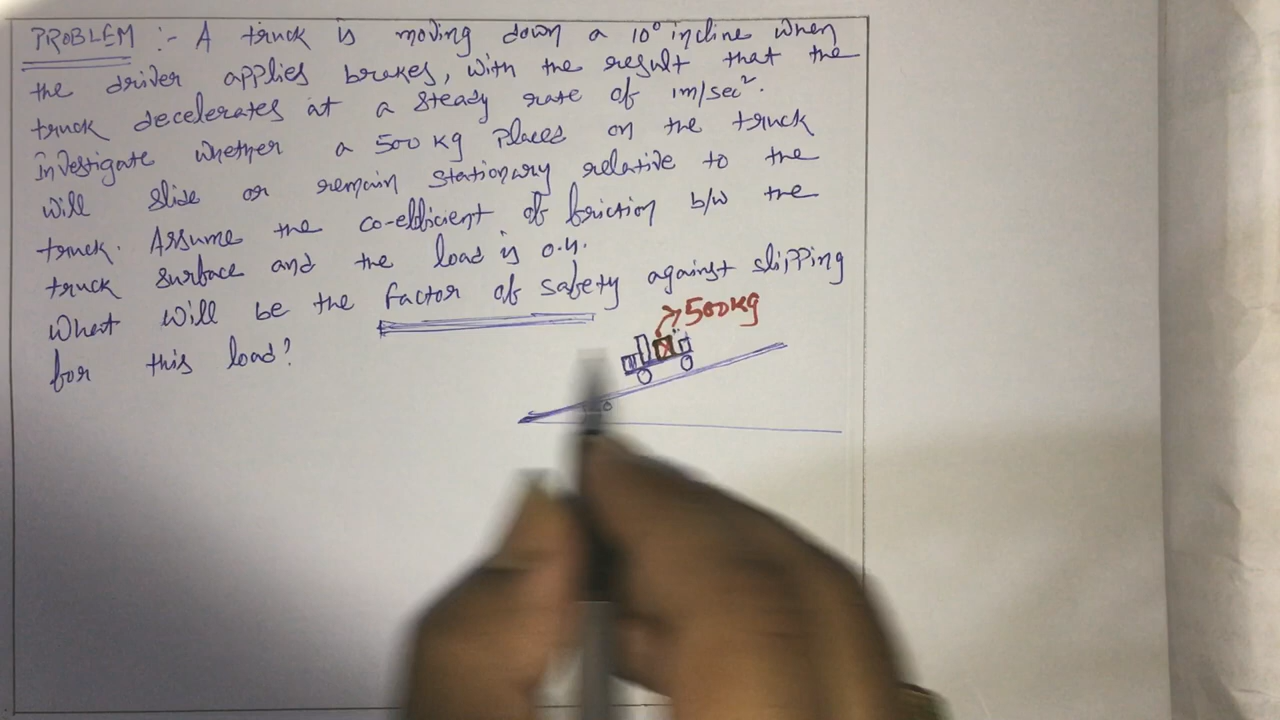 PROBLEM :- A truck is moving down a 10° incline when
the driver applies brakes, with the result that the
truck decelerates at a steady rate of 1m/sec².
Investigate whether a 500 kg places on the truck
will slide or remain stationary relative to the
truck. Assume the co-efficient of friction b/w the
truck surface and the load is 0.4.
What will be the factor of safety against slipping
for this load?
500kg